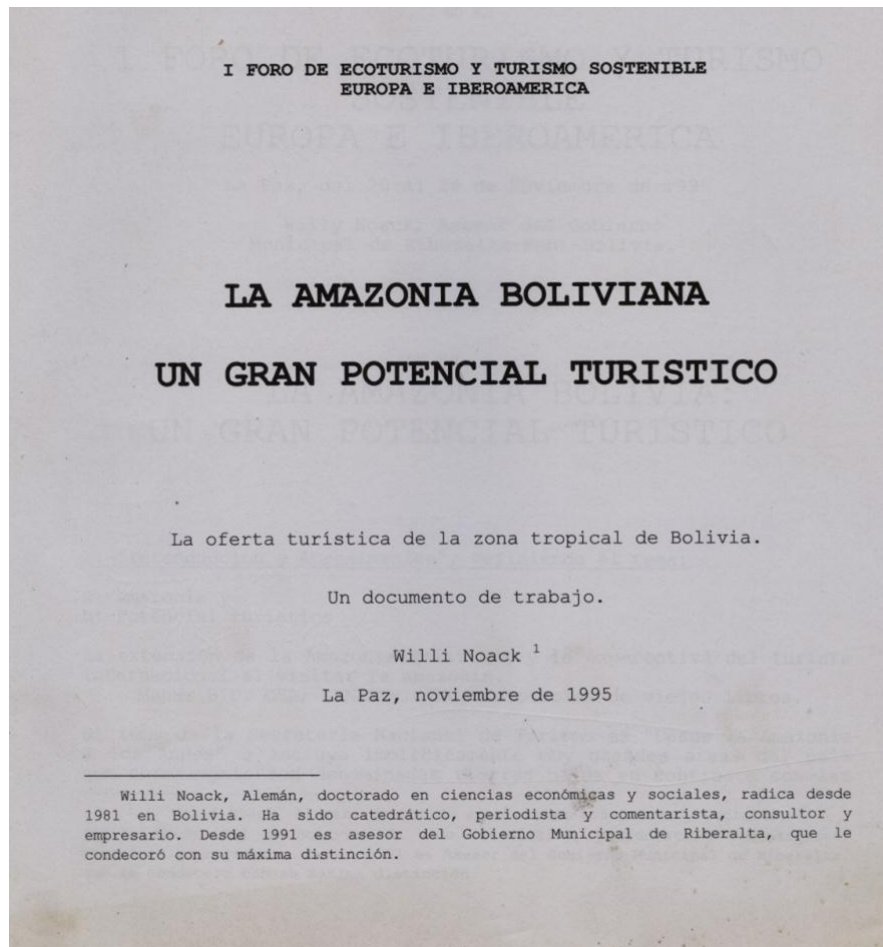 I FORO DE ECOTURISMO Y TURISMO SOSTENIBLE
EUROPA E IBEROAMERICA
LA AMAZONIA BOLIVIANA
UN GRAN POTENCIAL TURISTICO
La oferta turística de la zona tropical de Bolivia.
Un documento de trabajo.
Willi Noack 1
La Paz, noviembre de 1995
Willi Noack, Alemán, doctorado en ciencias económicas y sociales, radica desde
1981 en Bolivia. Ha sido catedrático, periodista y comentarista, consultor y
empresario. Desde 1991 es asesor del Gobierno Municipal de Riberalta, que le
condecoró con su máxima distinción.